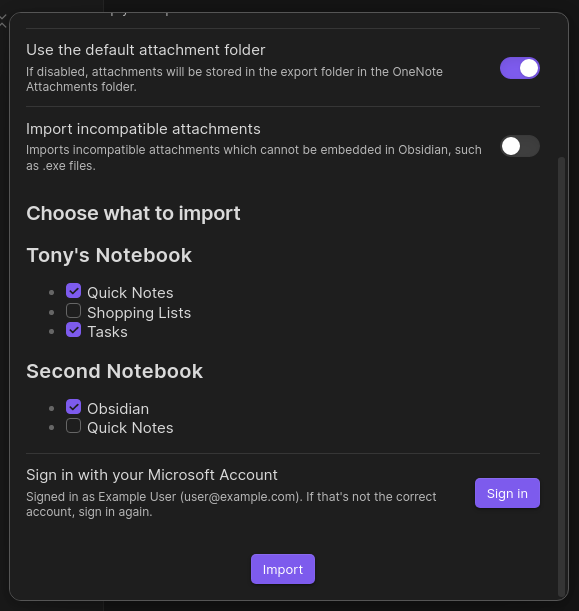 Use the default attachment folder
If disabled, attachments will be stored in the export folder in the OneNote
Attachments folder.
Import incompatible attachments
Imports incompatible attachments which cannot be embedded in Obsidian, such
as .exe files.
Choose what to import
Tony's Notebook
Quick Notes
Shopping Lists
Tasks
Second Notebook
Obsidian
Quick Notes
Sign in with your Microsoft Account
Signed in as Example User (user@example.com). If that's not the correct
account, sign in again.
Sign in
Import